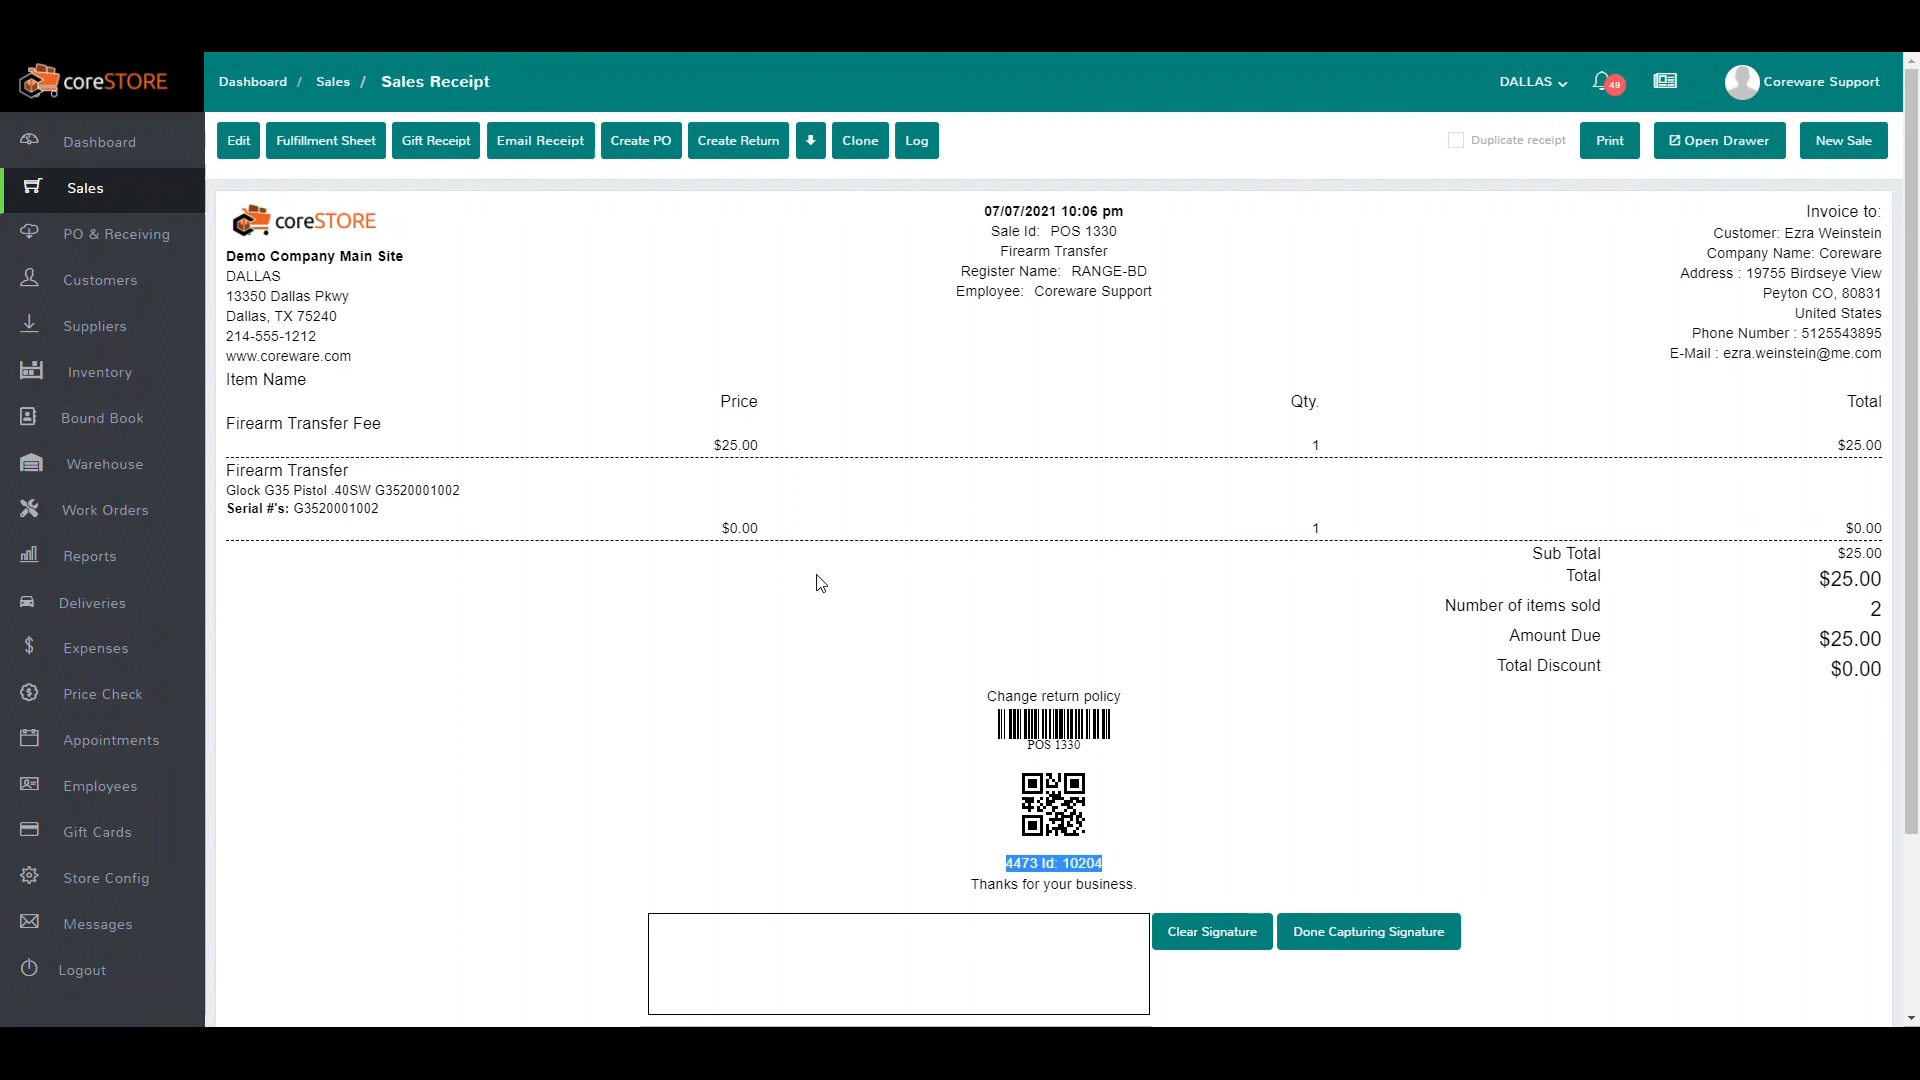 coreSTORE
Dashboard / Sales / Sales Receipt
DALLAS
49
Coreware Support
Dashboard
Sales
PO & Receiving
Customers
Suppliers
Inventory
Bound Book
Warehouse
Work Orders
Reports
Deliveries
Expenses
Price Check
Appointments
Employees
Gift Cards
Store Config
Messages
Logout
Edit Fulfillment Sheet Gift Receipt Email Receipt Create PO Create Return Clone Log
Duplicate receipt Print Open Drawer New Sale
coreSTORE
Demo Company Main Site
DALLAS
13350 Dallas Pkwy
Dallas, TX 75240
214-555-1212
www.coreware.com
07/07/2021 10:06 pm
Sale Id: POS 1330
Firearm Transfer
Register Name: RANGE-BD
Employee: Coreware Support
Invoice to:
Customer: Ezra Weinstein
Company Name: Coreware
Address : 19755 Birdseye View
Peyton CO, 80831
United States
Phone Number : 5125543895
E-Mail : ezra.weinstein@me.com
Item Name
Price Qty. Total
Firearm Transfer Fee
$25.00 1 $25.00
Firearm Transfer
Glock G35 Pistol .40SW G3520001002
Serial #'s: G3520001002
$0.00 1 $0.00
Sub Total $25.00
Total $25.00
Number of items sold 2
Amount Due $25.00
Total Discount $0.00
Change return policy
POS 1330
4473 Id: 10204
Thanks for your business.
Clear Signature Done Capturing Signature